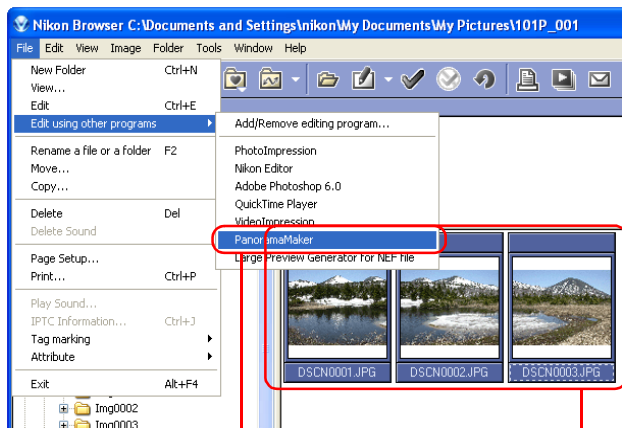 Nikon Browser C:\Documents and Settings\nikon\My Documents\My Pictures\101P_001
File Edit View Image Folder Tools Window Help
New Folder Ctrl+N
View...
Edit Ctrl+E
Edit using other programs
Add/Remove editing program...
PhotoImpression
Nikon Editor
Adobe Photoshop 6.0
QuickTime Player
VideoImpression
PanoramaMaker
Large Preview Generator for NEF file
Rename a file or a folder F2
Move...
Copy...
Delete Del
Delete Sound
Page Setup...
Print... Ctrl+P
Play Sound...
IPTC Information... Ctrl+J
Tag marking
Attribute
Exit Alt+F4
DSCN0001.JPG DSCN0002.JPG DSCN0003.JPG
Img0002
Img0003